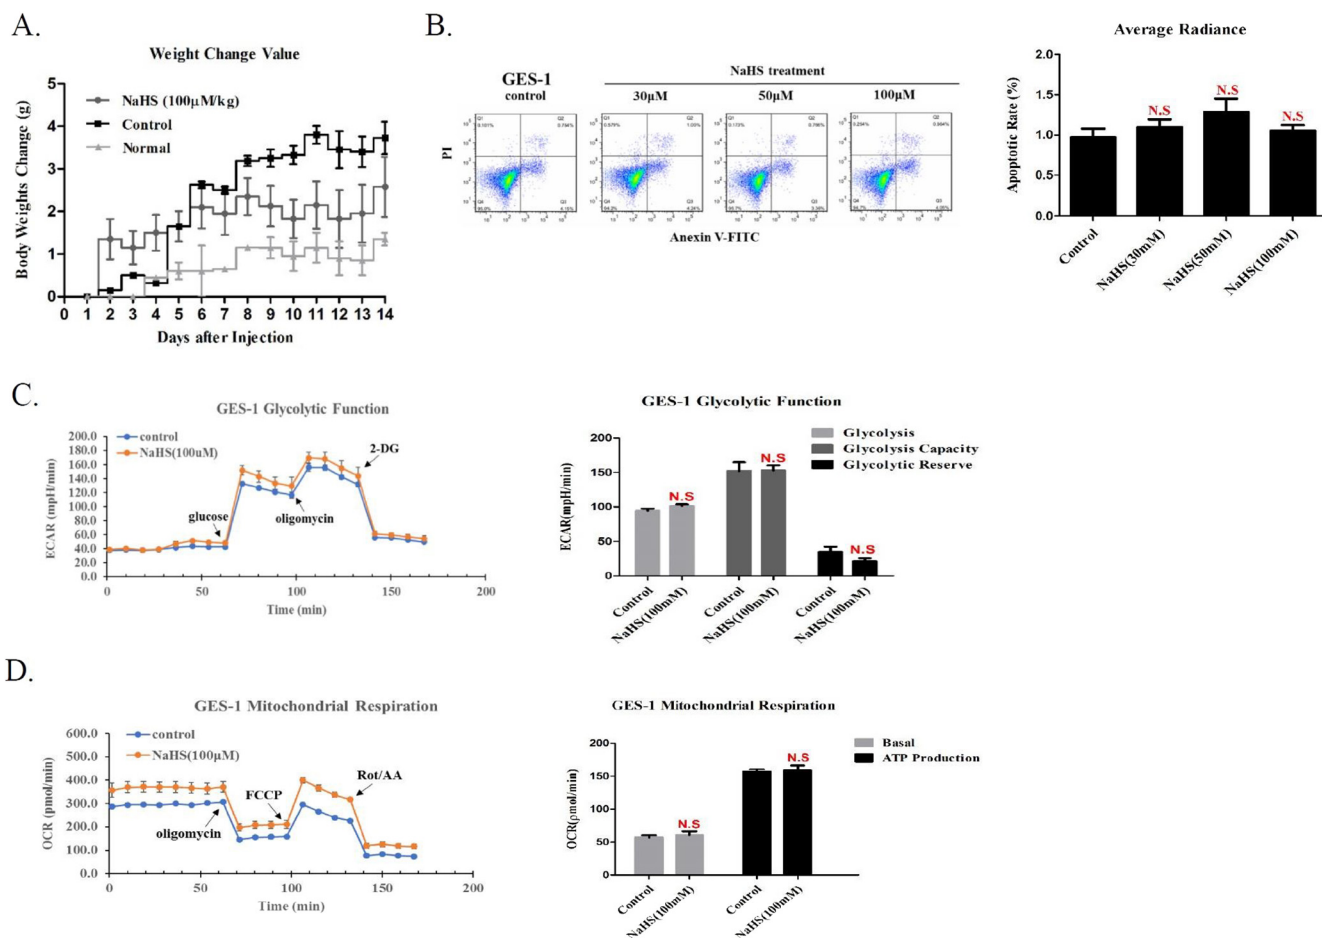 A.
Weight Change Value
NaHS (100μM/kg)
Control
Normal
Body Weights Change (g)
5
4
3
2
1
0
0 1 2 3 4 5 6 7 8 9 10 11 12 13 14
Days after Injection
B.
GES-1
control
NaHS treatment
30μM 50μM 100μM
PI
Anexin V-FITC
Average Radiance
Apoptotic Rate (%)
2.0
1.5
1.0
0.5
0.0
N.S N.S N.S
Control NaHS(30mM) NaHS(50mM) NaHS(100mM)
C.
GES-1 Glycolytic Function
control
NaHS(100uM)
ECAR (mpH/min)
200.0
180.0
160.0
140.0
120.0
100.0
80.0
60.0
40.0
20.0
0.0
glucose
oligomycin
2-DG
0 50 100 150 200
Time (min)
GES-1 Glycolytic Function
Glycolysis
Glycolysis Capacity
Glycolytic Reserve
ECAR(mpH/min)
200
150
100
50
0
N.S N.S N.S
Control NaHS(100mM) Control NaHS(100mM) Control NaHS(100mM)
D.
GES-1 Mitochondrial Respiration
control
NaHS(100μM)
OCR (pmol/min)
600.0
500.0
400.0
300.0
200.0
100.0
0.0
oligomycin
FCCP
Rot/AA
0 50 100 150 200
Time (min)
GES-1 Mitochondrial Respiration
Basal
ATP Production
OCR(ρmol/min)
200
150
100
50
0
N.S N.S
Control NaHS(100mM) Control NaHS(100mM)